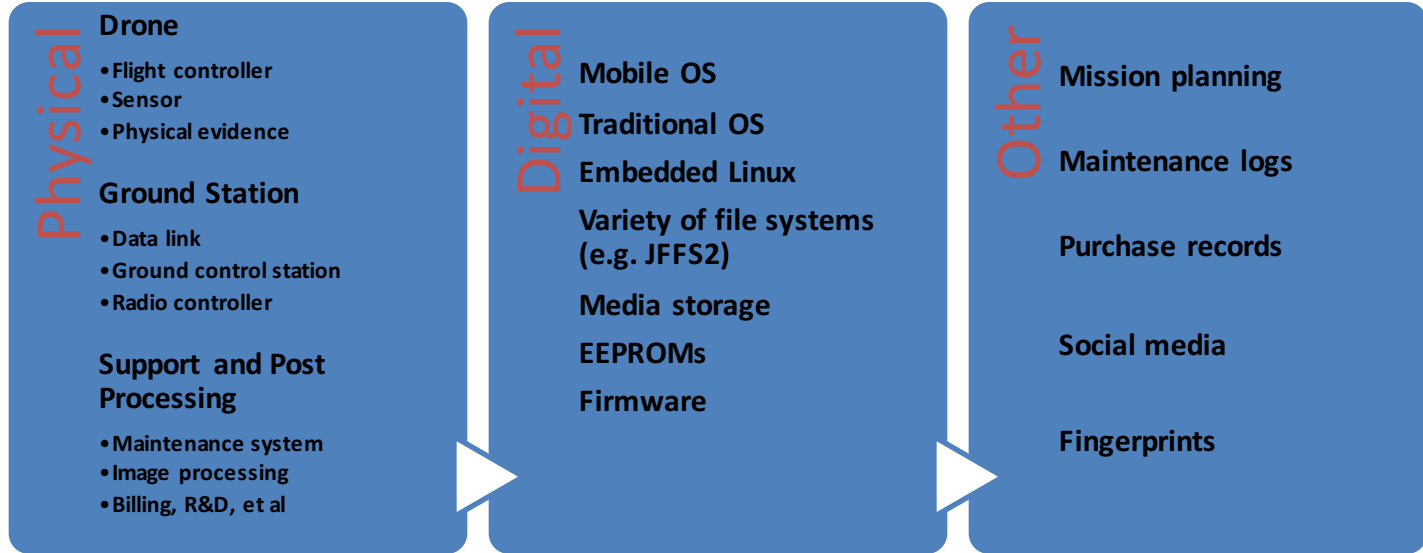 Physical
Drone
•Flight controller
•Sensor
•Physical evidence
Ground Station
•Data link
•Ground control station
•Radio controller
Support and Post
Processing
•Maintenance system
•Image processing
•Billing, R&D, et al
Digital
Mobile OS
Traditional OS
Embedded Linux
Variety of file systems
(e.g. JFFS2)
Media storage
EEPROMs
Firmware
Other
Mission planning
Maintenance logs
Purchase records
Social media
Fingerprints